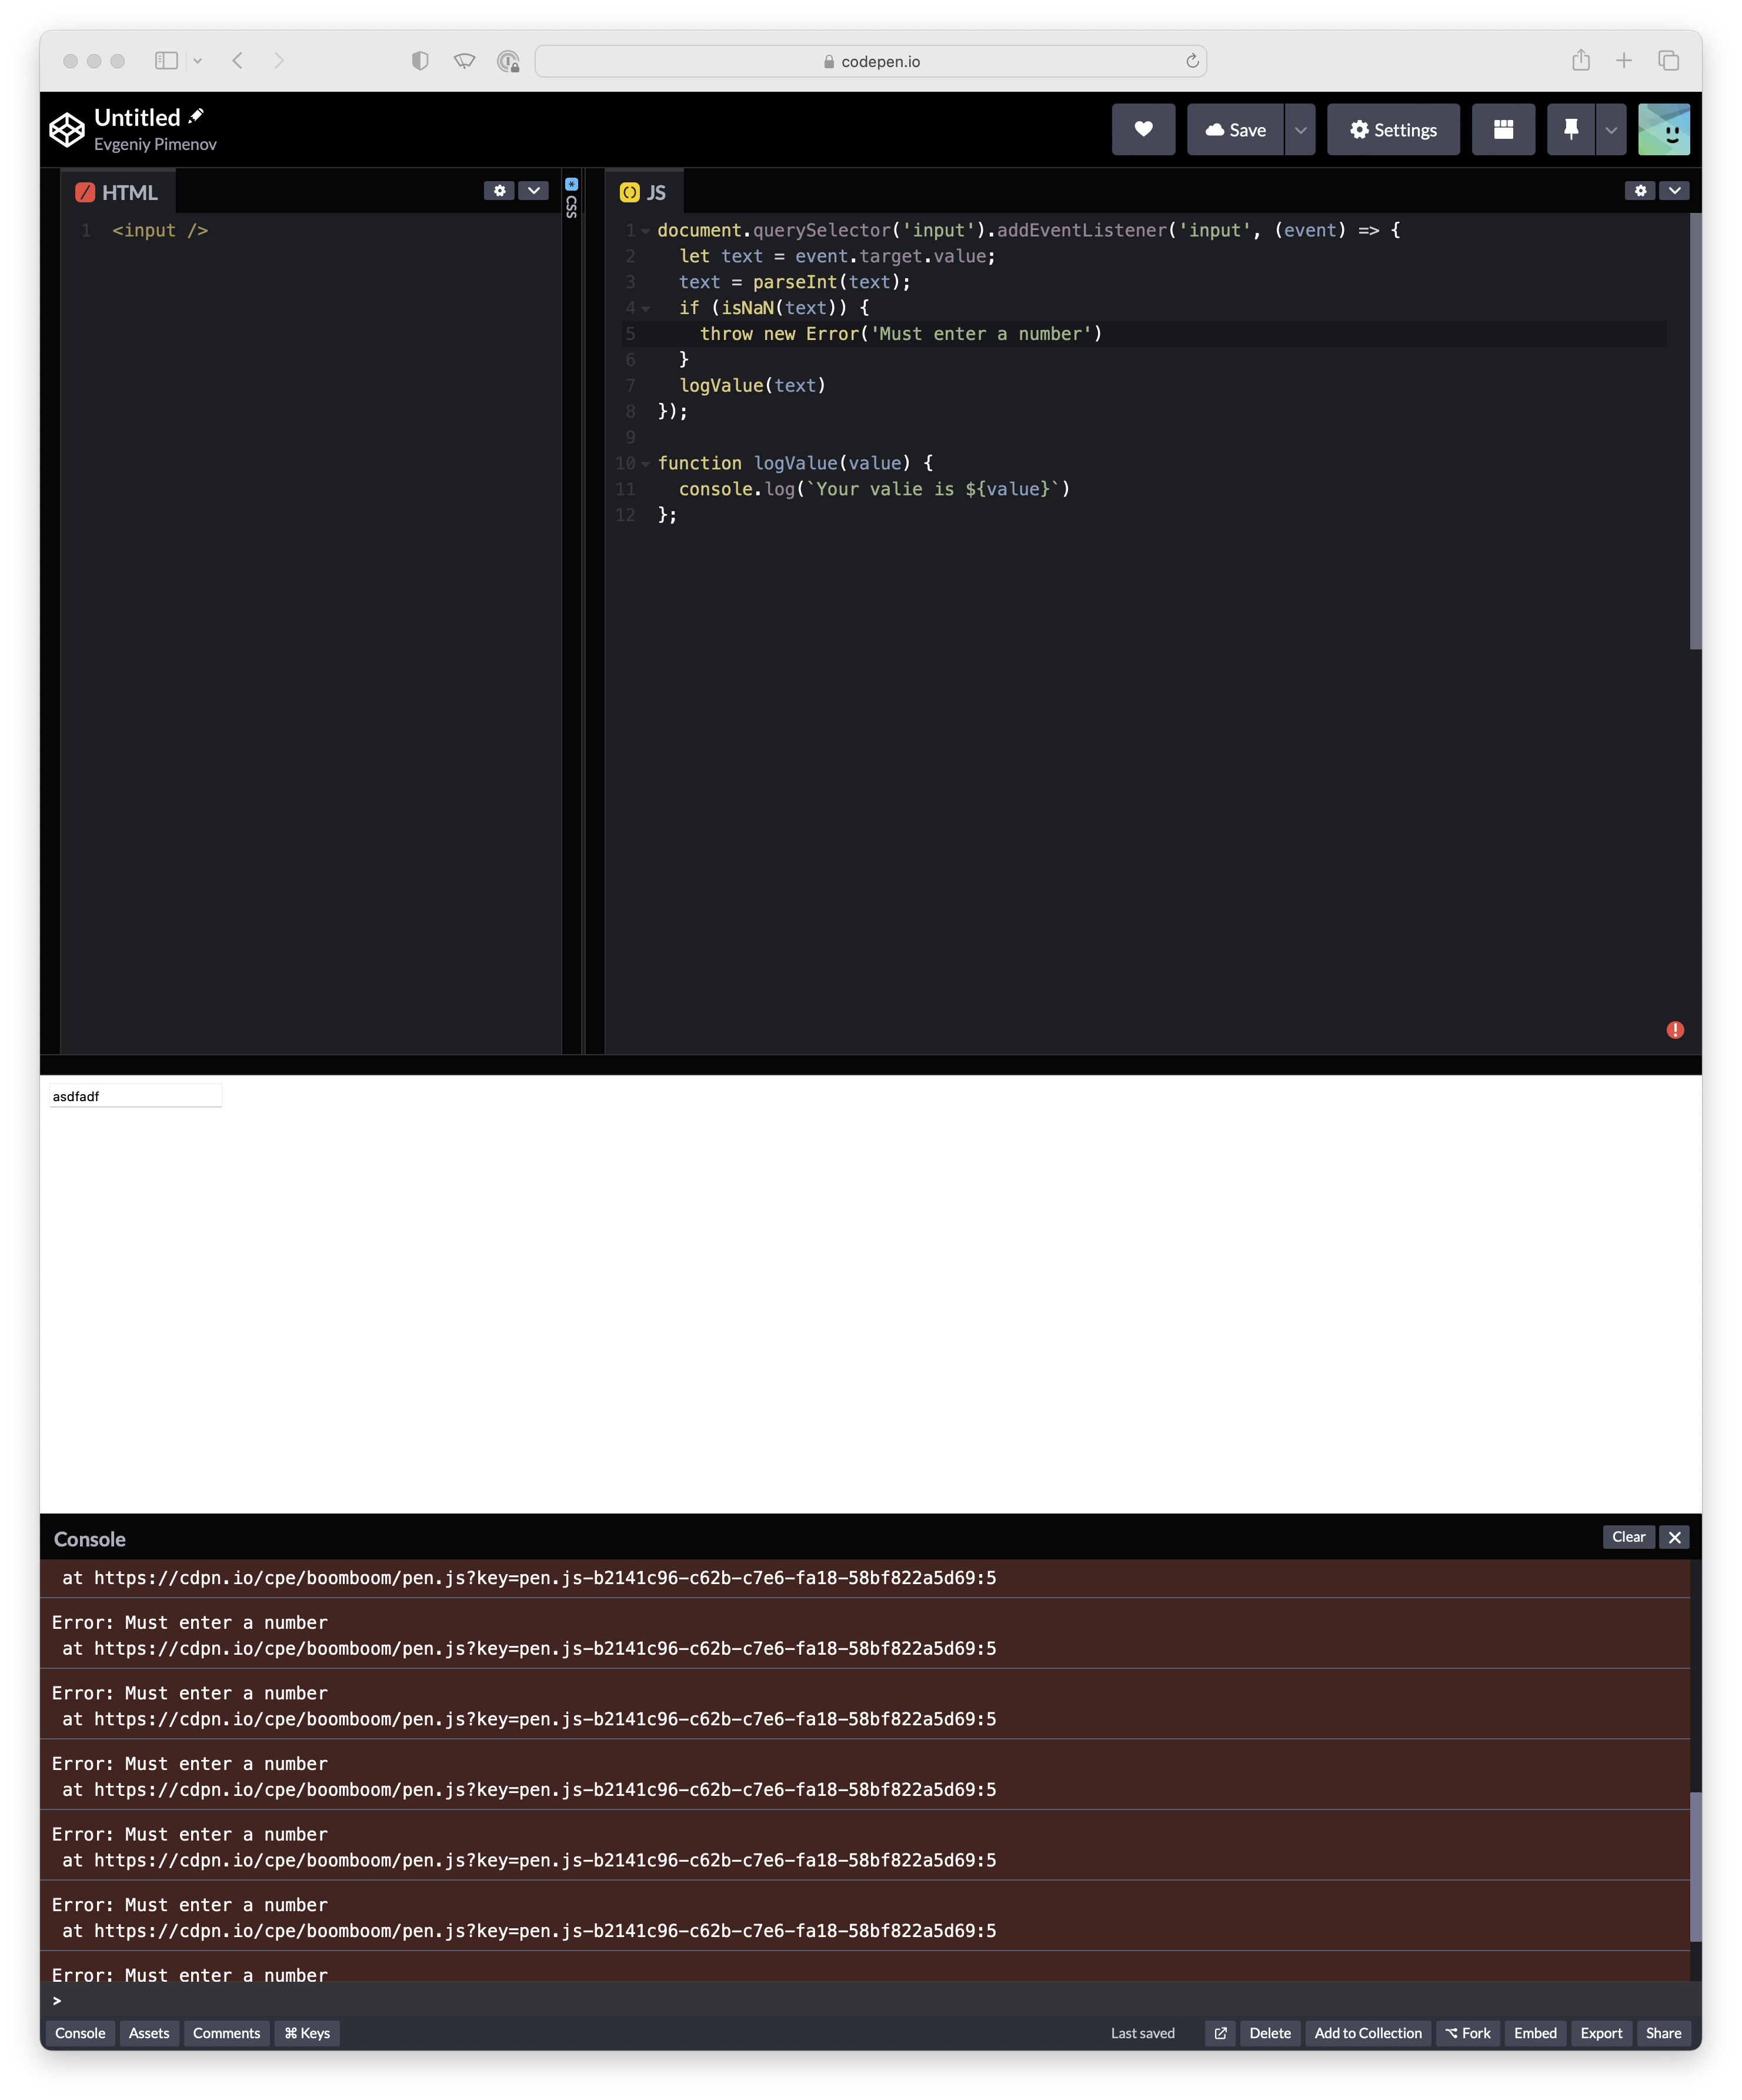 codepen.io
Untitled
Evgeniy Pimenov
Save
Settings
HTML
CSS
JS
1 <input />
1 document.querySelector('input').addEventListener('input', (event) => {
2 let text = event.target.value;
3 text = parseInt(text);
4 if (isNaN(text)) {
5 throw new Error('Must enter a number')
6 }
7 logValue(text)
8 });
9
10 function logValue(value) {
11 console.log(`Your valie is ${value}`)
12 };
asdfadf
Console
Clear
at https://cdpn.io/cpe/boomboom/pen.js?key=pen.js-b2141c96-c62b-c7e6-fa18-58bf822a5d69:5
Error: Must enter a number
at https://cdpn.io/cpe/boomboom/pen.js?key=pen.js-b2141c96-c62b-c7e6-fa18-58bf822a5d69:5
Error: Must enter a number
at https://cdpn.io/cpe/boomboom/pen.js?key=pen.js-b2141c96-c62b-c7e6-fa18-58bf822a5d69:5
Error: Must enter a number
at https://cdpn.io/cpe/boomboom/pen.js?key=pen.js-b2141c96-c62b-c7e6-fa18-58bf822a5d69:5
Error: Must enter a number
at https://cdpn.io/cpe/boomboom/pen.js?key=pen.js-b2141c96-c62b-c7e6-fa18-58bf822a5d69:5
Error: Must enter a number
at https://cdpn.io/cpe/boomboom/pen.js?key=pen.js-b2141c96-c62b-c7e6-fa18-58bf822a5d69:5
Error: Must enter a number
>
Console Assets Comments ⌘ Keys Last saved Delete Add to Collection Fork Embed Export Share